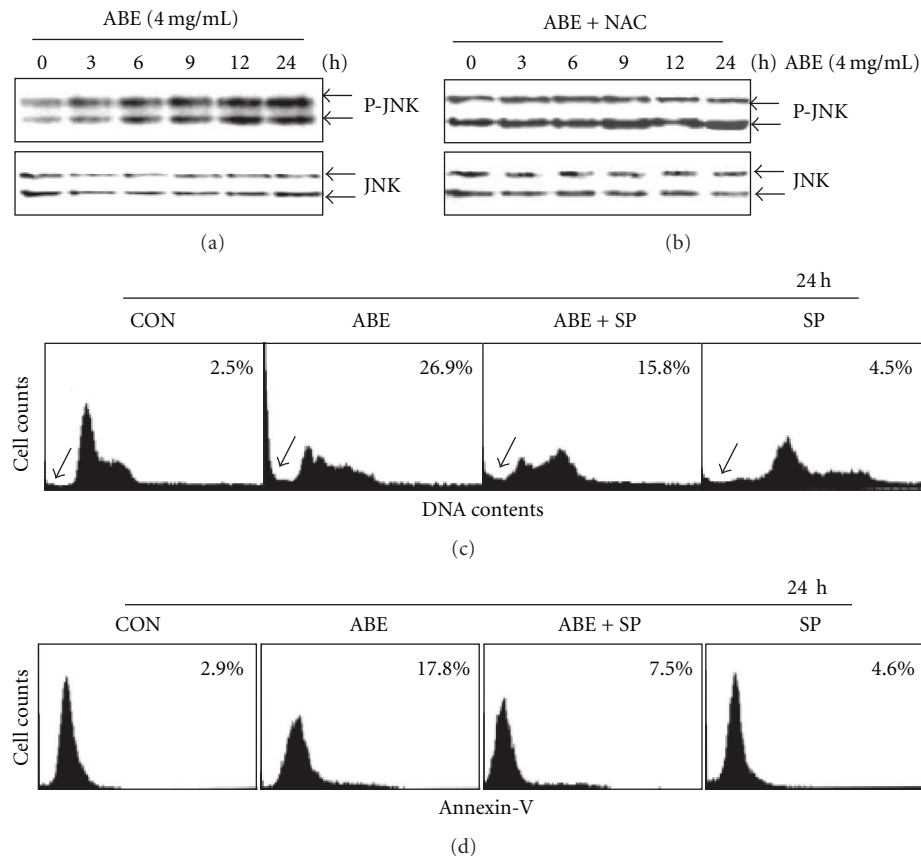 ABE (4 mg/mL)
0 3 6 9 12 24 (h)
P-JNK
JNK
(a)
ABE + NAC
0 3 6 9 12 24 (h) ABE (4 mg/mL)
P-JNK
JNK
(b)
24 h
CON ABE ABE + SP SP
2.5% 26.9% 15.8% 4.5%
Cell counts
DNA contents
(c)
24 h
CON ABE ABE + SP SP
2.9% 17.8% 7.5% 4.6%
Cell counts
Annexin-V
(d)